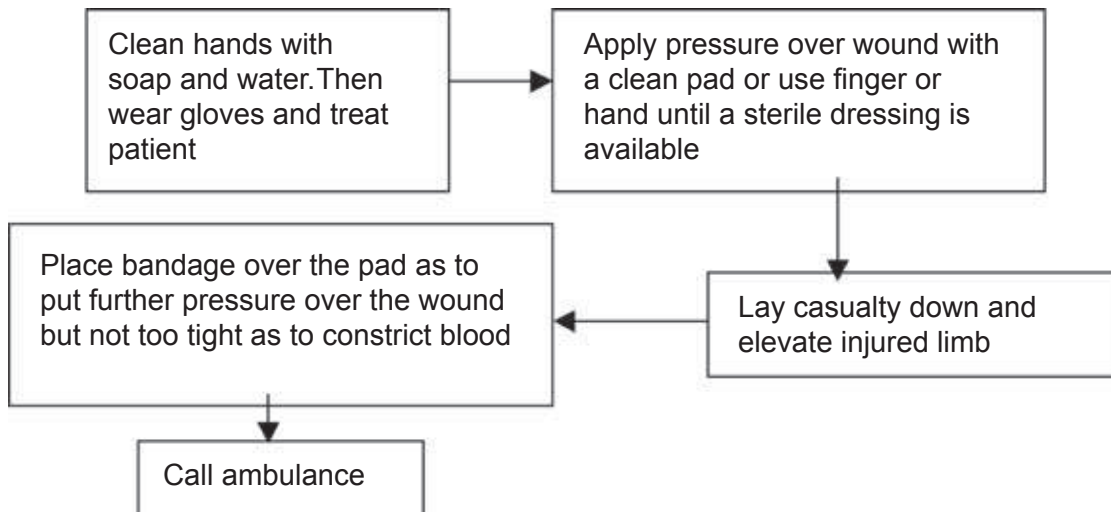 Clean hands with
soap and water.Then
wear gloves and treat
patient
Apply pressure over wound with
a clean pad or use finger or
hand until a sterile dressing is
available
Lay casualty down and
elevate injured limb
Place bandage over the pad as to
put further pressure over the wound
but not too tight as to constrict blood
Call ambulance